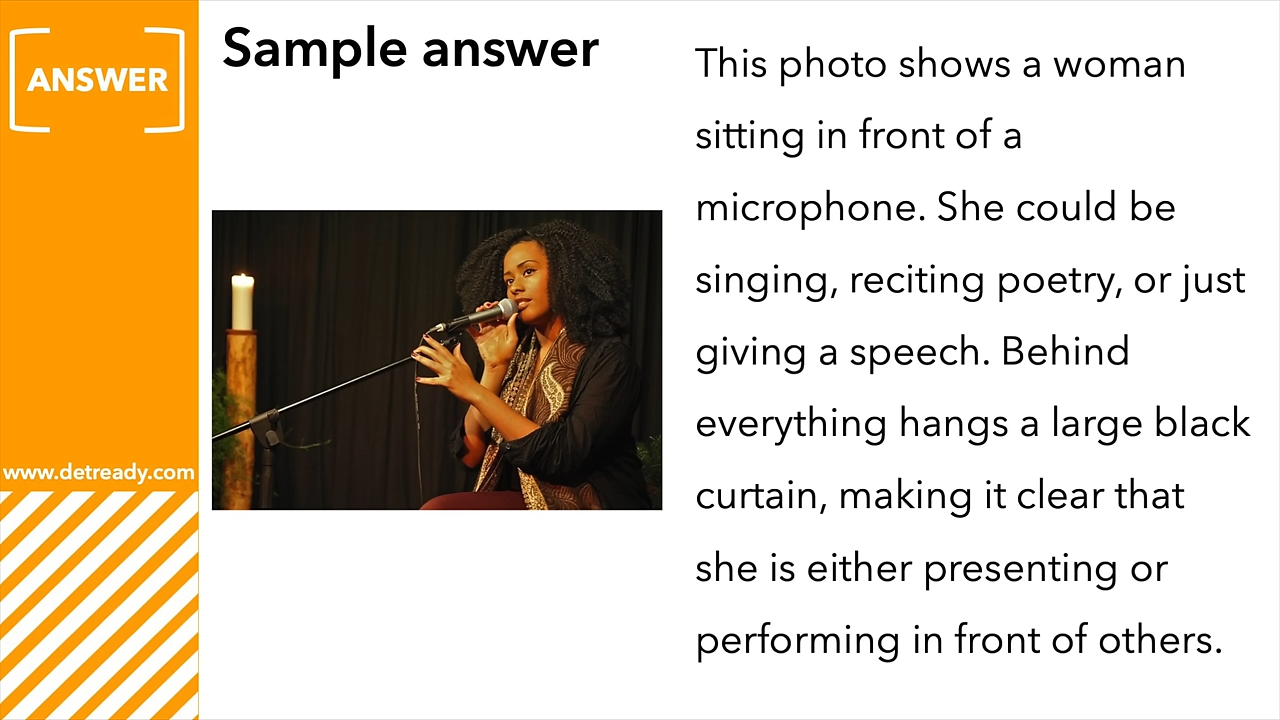 ANSWER
www.detready.com
Sample answer
This photo shows a woman
sitting in front of a
microphone. She could be
singing, reciting poetry, or just
giving a speech. Behind
everything hangs a large black
curtain, making it clear that
she is either presenting or
performing in front of others.